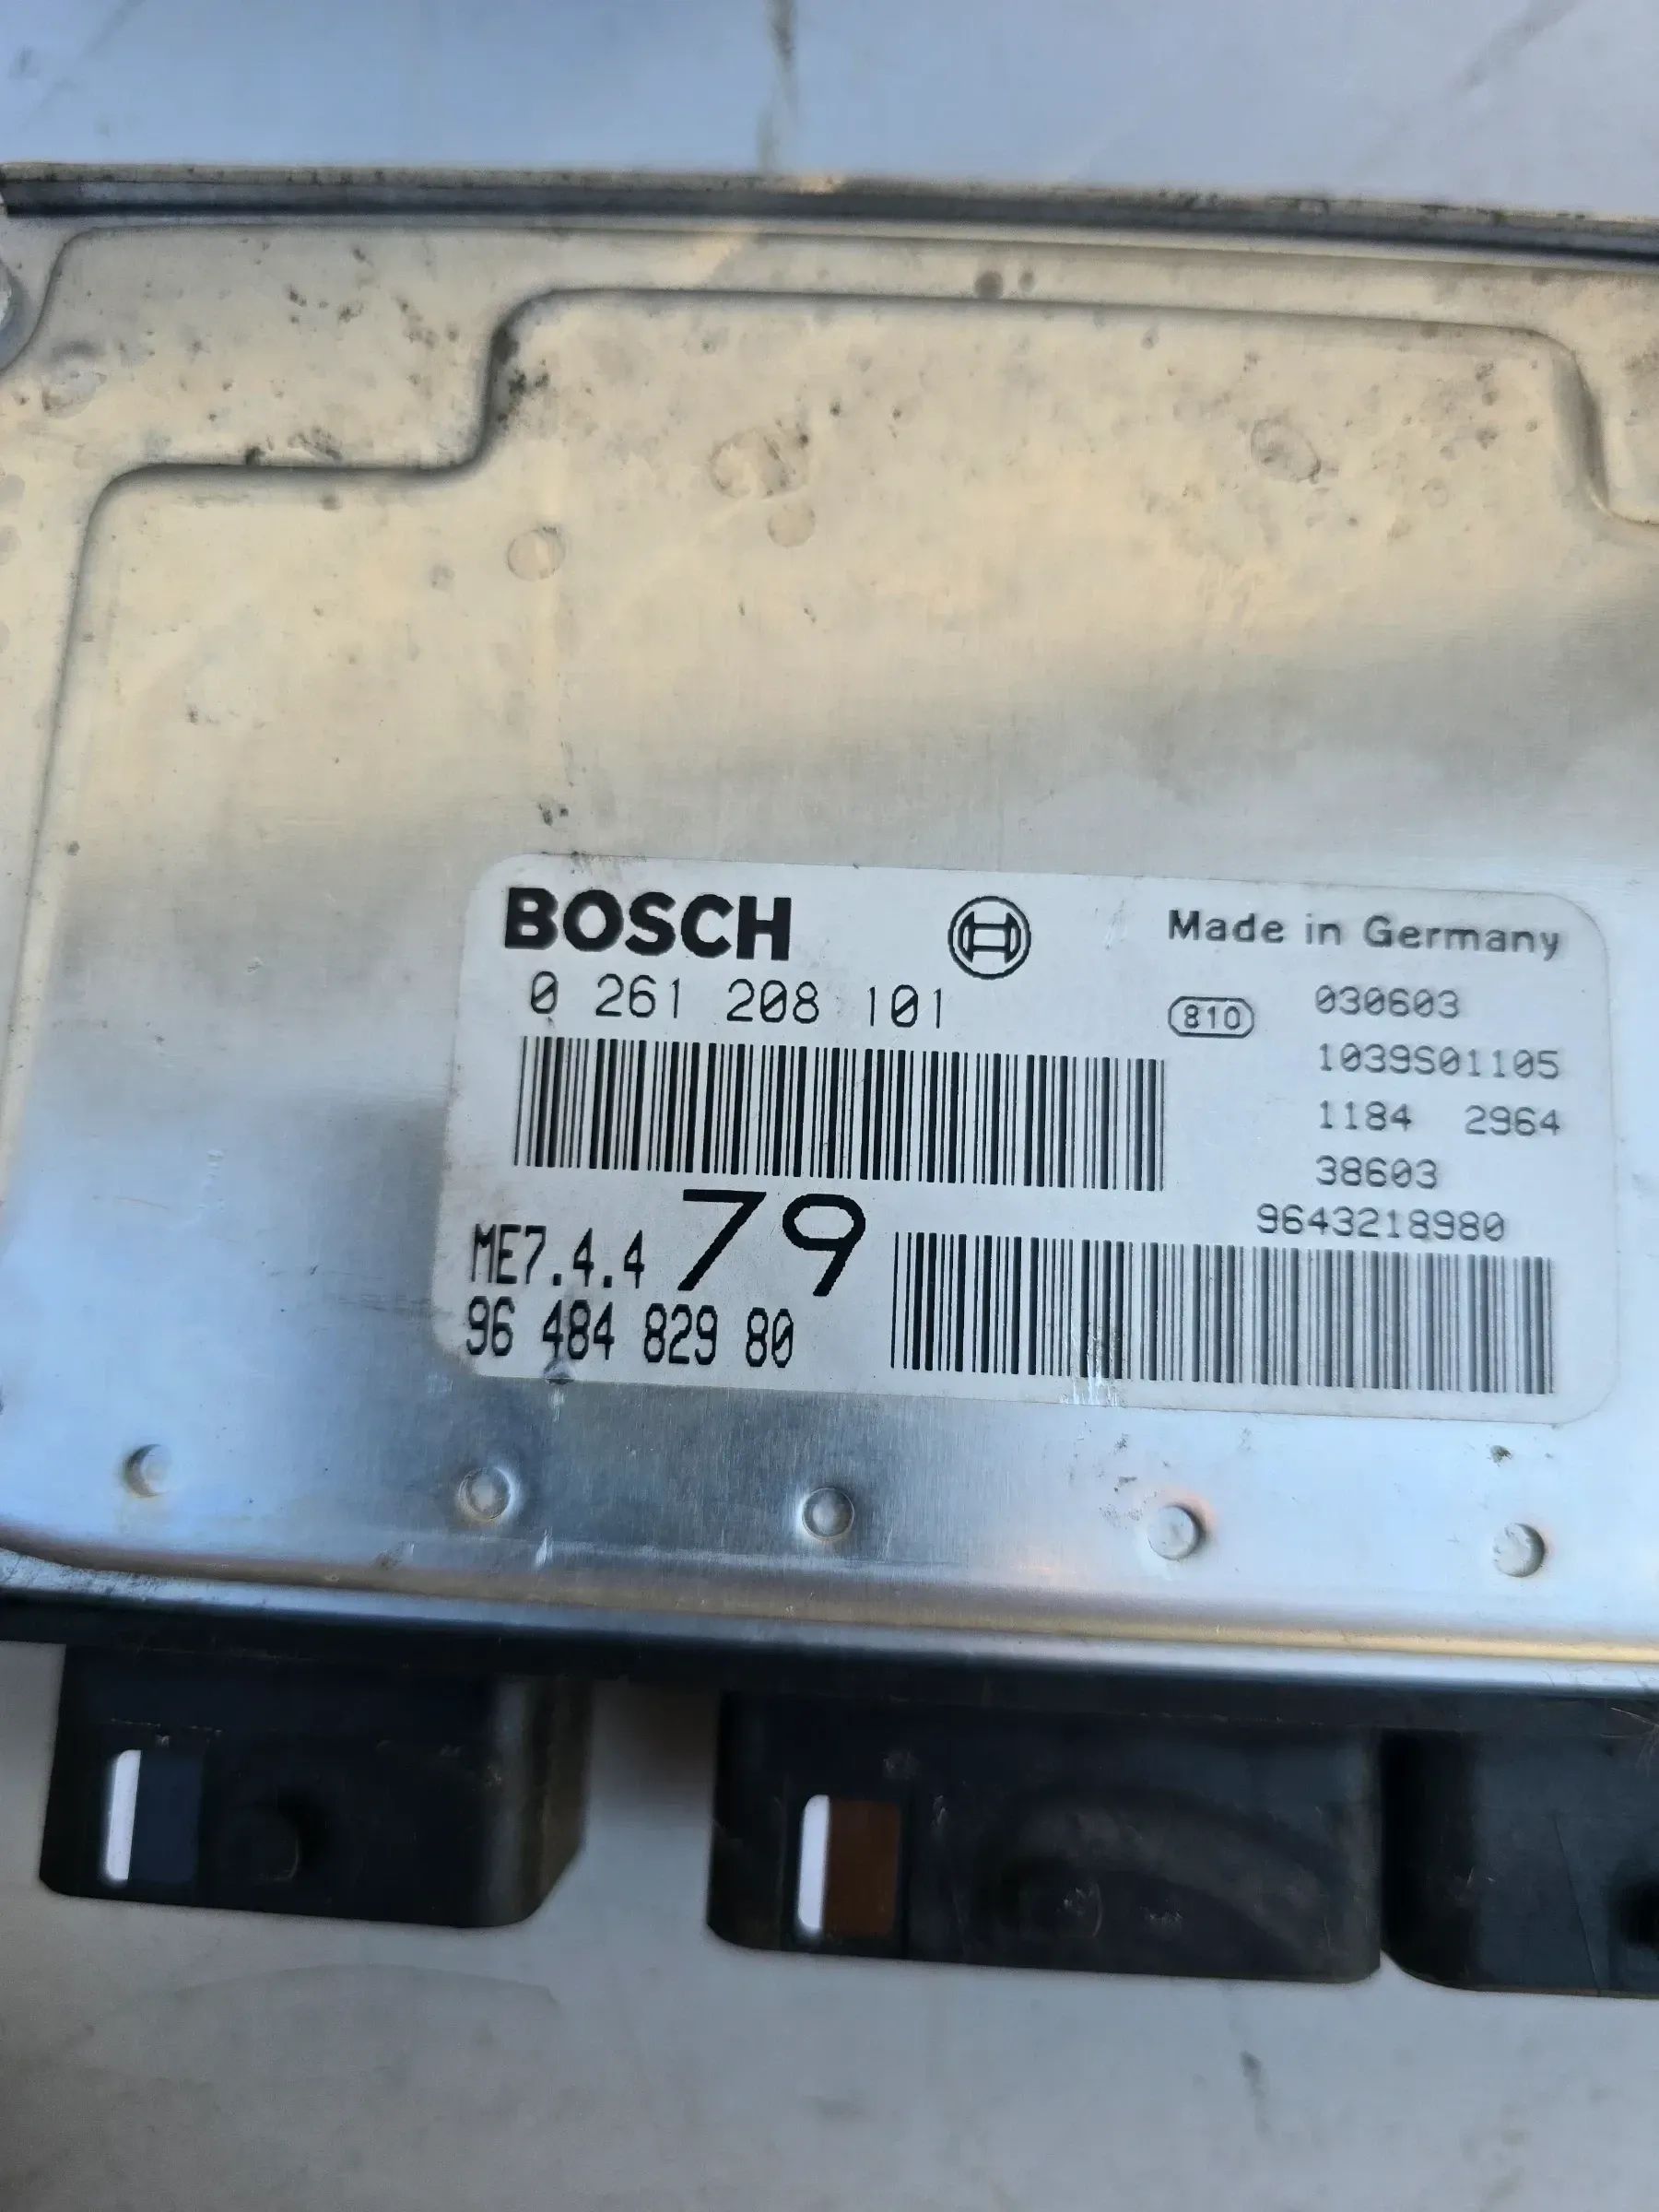 BOSCH
Made in Germany
0 261 208 101
810
030603
1039S01105
1184 2964
38603
9643218980
ME7.4.4
79
96 484 829 80